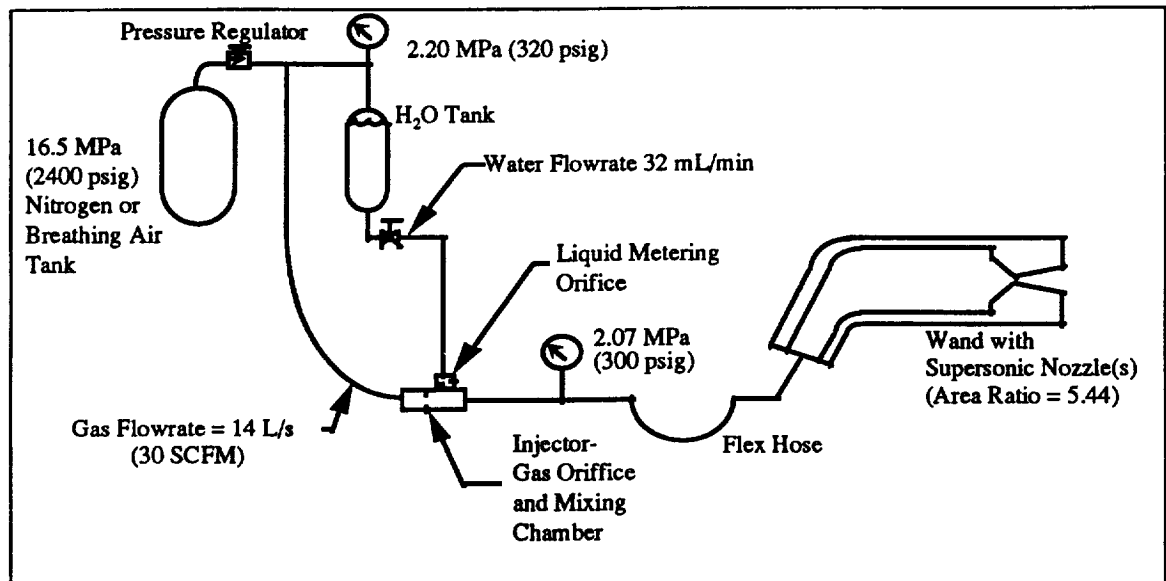 Pressure Regulator
2.20 MPa (320 psig)
H2O Tank
16.5 MPa
(2400 psig)
Nitrogen or
Breathing Air
Tank
Water Flowrate 32 mL/min
Liquid Metering
Orifice
2.07 MPa
(300 psig)
Wand with
Supersonic Nozzle(s)
(Area Ratio = 5.44)
Gas Flowrate = 14 L/s
(30 SCFM)
Injector-
Gas Oriffice
and Mixing
Chamber
Flex Hose